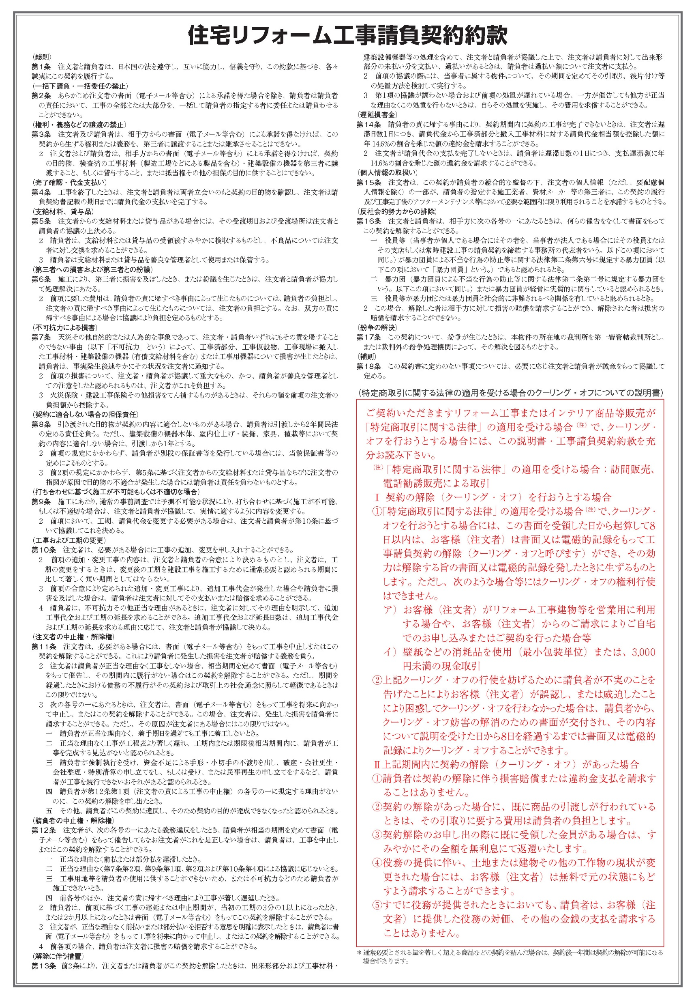 住宅リフォーム工事請負契約約款
（総則）
第1条　注文者と請負者は、日本国の法を遵守し、互いに協力し、信義を守り、この約款に基づき、各々
誠実にこの契約を履行する。
（一括下請負・一括委任の禁止）
第2条　あらかじめ注文者の書面（電子メール等含む）による承諾を得た場合を除き、請負者は請負者
の責任において、工事の全部または大部分を、一括して請負者の指定する者に委任または請負わせる
ことができない。
（権利・義務などの譲渡の禁止）
第3条　注文者及び請負者は、相手方からの書面（電子メール等含む）による承諾を得なければ、この
契約から生ずる権利または義務を、第三者に譲渡することまたは継承させることはできない。
2　注文者および請負者は、相手方からの書面（電子メール等含む）による承諾を得なければ、契約
の目的物、検査済の工事材料（製造工場などにある製品を含む）・建築設備の機器を第三者に譲
渡すること、もしくは貸与すること、または抵当権その他の担保の目的に供することはできない。
（完了確認・代金支払い）
第4条　工事を終了したときは、注文者と請負者は両者立会いのもと契約の目的物を確認し、注文者は請
負契約書記載の期日までに請負代金の支払いを完了する。
（支給材料、貸与品）
第5条　注文者からの支給材料または貸与品がある場合には、その受渡期日および受渡場所は注文者と
請負者の協議の上決める。
2　請負者は、支給材料または貸与品の受領後すみやかに検収するものとし、不良品については注文
者に対し交換を求めることができる。
3　請負者は支給材料または貸与品を善良な管理者として使用または保管する。
（第三者への損害および第三者との紛議）
第6条　施工により、第三者に損害を及ぼしたとき、または紛議を生じたときは、注文者と請負者が協力し
て処理解決にあたる。
2　前項に要した費用は、請負者の責に帰すべき事由によって生じたものについては、請負者の負担とし、
注文者の責に帰すべき事由によって生じたものについては、注文者の負担とする。なお、双方の責に
帰すべき事由による場合は協議により負担を定めるものとする。
（不可抗力による損害）
第7条　天災その他自然的または人為的な事象であって、注文者・請負者いずれにもその責を帰すること
のできない事由（以下「不可抗力」という）によって、工事済部分、工事仮設物、工事現場に搬入し
た工事材料・建築設備の機器（有償支給材料を含む）または工事用機器について損害が生じたときは、
請負者は、事実発生後速やかにその状況を注文者に通知する。
2　前項の損害について、注文者・請負者が協議して重大なもの、かつ、請負者が善良な管理者とし
ての注意をしたと認められるものは、注文者がこれを負担する。
3　火災保険・建設工事保険その他損害をてん補するものがあるときは、それらの額を前項の注文者の
負担額から控除する。
（契約に適合しない場合の担保責任）
第8条　引き渡された目的物が契約の内容に適合しないものがある場合、請負者は引渡しから2年間民法
の定める責任を負う。ただし、建築設備の機器本体、室内仕上げ・装飾、家具、植栽等において契
約の内容に適合しない場合は、引渡しから1年とする。
2　前項の規定にかかわらず、請負者が別段の保証書等を発行している場合には、当該保証書等の
定めによるものとする。
3　前2項の規定にかかわらず、第5条に基づく注文者からの支給材料または貸与品ならびに注文者の
指図が原因で目的物の不適合が発生した場合には請負者は責任を負わないものとする。
（打ち合わせに基づく施工が不可能もしくは不適切な場合）
第9条　施工にあたり、通常の事前調査では予測不可能な状況により、打ち合わせに基づく施工が不可能、
もしくは不適切な場合は、注文者と請負者が協議して、実情に適するように内容を変更する。
2　前項において、工期、請負代金を変更する必要がある場合は、注文者と請負者が第10条に基づ
いて協議してこれを決める。
（工事および工期の変更）
第10条　注文者は、必要がある場合には工事の追加、変更を申し入れすることができる。
2　前項の追加・変更工事の内容は、注文者と請負者の合意により決めるものとし、注文者は、工
期の変更をするときは、変更後の工期を建設工事を施工するために通常必要と認められる期間に
比して著しく短い期間としてはならない。
3　前項の合意により定められた追加・変更工事により、追加工事代金が発生した場合や請負者に損
害を及ぼした場合は、請負者は注文者に対してその支払いまたは賠償を求めることができる。
4　請負者は、不可抗力その他正当な理由があるときは、注文者に対してその理由を明示して、追加
工事代金および工期の延長を求めることができる。追加工事代金および延長日数は、追加工事代金
および工期の延長を求める理由に応じて、注文者と請負者が協議して決める。
（注文者の中止権・解除権）
第11条　注文者は、必要がある場合には、書面（電子メール等含む）をもって工事を中止しまたはこの
契約を解除することができる。これにより請負者に発生した損害を注文者が賠償する義務を負う。
2　注文者は請負者が正当な理由なく工事をしない場合、相当期間を定めて書面（電子メール等含む）
をもって催告し、その期間内に履行がない場合はこの契約を解除することができる。ただし、期間を
経過したときにおける債務の不履行がその契約および取引上の社会通念に照らして軽微であるときは
この限りではない。
3　次の各号の一にあたるときは、注文者は、書面（電子メール等含む）をもって工事を将来に向かっ
て中止し、またはこの契約を解除することができる。この場合、注文者は、発生した損害を請負者に
請求することができる。ただし、その原因が注文者にある場合にはこの限りではない。
一　請負者が正当な理由なく、着手期日を過ぎても工事に着工しないとき。
二　正当な理由なく工事が工程表より著しく遅れ、工期内または期限後相当期間内に、請負者が工
事を完成する見込がないと認められるとき。
三　請負者が強制執行を受け、資金不足による手形・小切手の不渡りを出し、破産・会社更生・
会社整理・特別清算の申し立てをし、もしくは受け、または民事再生の申し立てをするなど、請負
者が工事を続行できないおそれがあると認められるとき。
四　請負者が第12条第1項（注文者の責による工事の中止権）の各号の一に規定する理由がない
のに、この契約の解除を申し出たとき。
五　その他、請負者がこの契約に違反し、そのため契約の目的が達成できなくなったと認められるとき。
（請負者の中止権・解除権）
第12条　注文者が、次の各号の一にあたる義務違反をしたとき、請負者が相当の期間を定めて書面（電
子メール等含む）をもって催告してもなお注文者がこれを是正しない場合は、請負者は、工事を中止し
またはこの契約を解除することができる。
一　正当な理由なく前払または部分払を遅滞したとき。
二　正当な理由なく第7条第2項、第9条第1項、第2項および第10条第4項による協議に応じないとき。
三　工事用地等を請負者の使用に供することができないため、または不可抗力などのため請負者が
施工できないとき。
四　前各号のほか、注文者の責に帰すべき理由により工事が著しく遅延したとき。
2　請負者は、前項に基づく工事の遅延または中止期間が、当初の工期の3分の1以上になったとき、
または2か月以上になったときは書面（電子メール等含む）をもってこの契約を解除することができる。
3　注文者が、正当な理由なく前払いまたは部分払いを拒否する意思を明確に表示したときは、請負者は書
面（電子メール等含む）をもって工事を将来に向かって中止し、またはこの契約を解除することができる。
4　前各項の場合、請負者は注文者に損害の賠償を請求することができる。
（解除に伴う措置）
第13条　前2条により、注文者または請負者がこの契約を解除したときは、出来形部分および工事材料・
建築設備機器等の処理を含めて、注文者と請負者が協議した上で、注文者は請負者に対して出来形
部分の未払い分を支払い、過払いがあるときは、請負者は過払い額について注文者に支払う。
2　前項の協議の際には、当事者に属する物件について、その期間を定めてその引取り、後片付け等
の処置方法を検討して実行する。
3　第1項の協議が調わない場合および前項の処置が遅れている場合、一方が催告しても他方が正当
な理由なくこの処置を行わないときは、自らその処置を実施し、その費用を求償することができる。
（遅延損害金）
第14条　請負者の責に帰する事由により、契約期間内に契約の工事が完了できないときは、注文者は遅
滞日数1日につき、請負代金から工事済部分と搬入工事材料に対する請負代金相当額を控除した額に
年14.6%の割合を乗じた額の違約金を請求することができる。
2　注文者が請負代金の支払を完了しないときは、請負者は遅滞日数の1日につき、支払遅滞額に年
14.6%の割合を乗じた額の違約金を請求することができる。
（個人情報の取扱い）
第15条　注文者は、この契約が請負者の総合的な監督の下、注文者の個人情報（ただし、要配慮個
人情報を除く）の一部が、請負者の指定する施工業者、資材メーカー等の第三者に、この契約の履行
及び工事完了後のアフターメンテナンス等において必要な範囲内に限り利用されることを承諾するものとする。
（反社会的勢力からの排除）
第16条　注文者と請負者は、相手方に次の各号の一にあたるときは、何らの催告をなくして書面をもって
この契約を解除することができる。
一　役員等（当事者が個人である場合にはその者を、当事者が法人である場合にはその役員または
その支店もしくは常時建設工事の請負契約を締結する事務所の代表者をいう。以下この項において
同じ。）が暴力団員による不当な行為の防止等に関する法律第二条第六号に規定する暴力団員（以
下この項において「暴力団員」という。）であると認められるとき。
二　暴力団（暴力団員による不当な行為の防止等に関する法律第二条第二号に規定する暴力団を
いう。以下この項において同じ。）または暴力団員が経営に実質的に関与していると認められるとき。
三　役員等が暴力団または暴力団員と社会的に非難されるべき関係を有していると認められるとき。
2　この場合、解除した者は相手方に対して損害の賠償を請求することができ、解除された者は損害の
賠償を請求することができない。
（紛争の解決）
第17条　この契約について、紛争が生じたときは、本物件の所在地の裁判所を第一審管轄裁判所とし、
または裁判外の紛争処理機関によって、その解決を図るものとする。
（補則）
第18条　この契約書に定めのない事項については、必要に応じ注文者と請負者が誠意をもって協議して
定める。
（特定商取引に関する法律の適用を受ける場合のクーリング・オフについての説明書）
ご契約いただきますリフォーム工事またはインテリア商品等販売が
「特定商取引に関する法律」の適用を受ける場合（注）で、クーリング・
オフを行おうとする場合には、この説明書・工事請負契約約款を充
分お読み下さい。
（注）「特定商取引に関する法律」の適用を受ける場合：訪問販売、
電話勧誘販売による取引
Ⅰ 契約の解除（クーリング・オフ）を行おうとする場合
①「特定商取引に関する法律」の適用を受ける場合（注）で、クーリング・
オフを行おうとする場合には、この書面を受領した日から起算して8
日以内は、お客様（注文者）は書面又は電磁的記録をもって工
事請負契約の解除（クーリング・オフと呼びます）ができ、その効
力は解除する旨の書面又は電磁的記録を発したときに生ずるものと
します。ただし、次のような場合等にはクーリング・オフの権利行使
はできません。
ア）お客様（注文者）がリフォーム工事建物等を営業用に利用
する場合や、お客様（注文者）からのご請求によりご自宅
でのお申し込みまたはご契約を行った場合等
イ）壁紙などの消耗品を使用（最小包装単位）または、3,000
円未満の現金取引
②上記クーリング・オフの行使を妨げるために請負者が不実のことを
告げたことによりお客様（注文者）が誤認し、または威迫したこと
により困惑してクーリング・オフを行わなかった場合は、請負者から、
クーリング・オフ妨害の解消のための書面が交付され、その内容
について説明を受けた日から8日を経過するまでは書面又は電磁的
記録によりクーリング・オフすることができます。
Ⅱ上記期間内に契約の解除（クーリング・オフ）があった場合
①請負者は契約の解除に伴う損害賠償または違約金支払を請求す
ることはありません。
②契約の解除があった場合に、既に商品の引渡しが行われている
ときは、その引取りに要する費用は請負者の負担とします。
③契約解除のお申し出の際に既に受領した金員がある場合は、す
みやかにその全額を無利息にて返還いたします。
④役務の提供に伴い、土地または建物その他の工作物の現状が変
更された場合には、お客様（注文者）は無料で元の状態にもど
すよう請求することができます。
⑤すでに役務が提供されたときにおいても、請負者は、お客様（注
文者）に提供した役務の対価、その他の金銭の支払を請求する
ことはありません。
＊通常必要とされる量を著しく超える商品などの契約を結んだ場合は、契約後一年間は契約の解除が可能になる
場合があります。